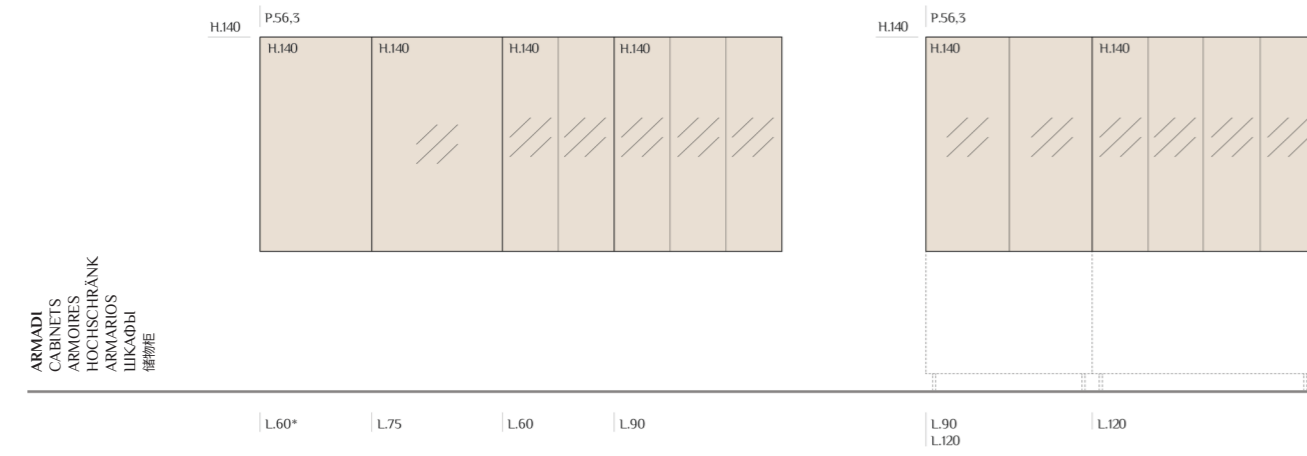 P.56,3
P.56,3
H.140
H.140
H.140
H.140
H.140
H.140
H.140
H.140
ARMADI
CABINETS
ARMOIRES
HOCHSCHRÄNK
ARMARIOS
ШКАФЫ
储物柜
L.60*
L.75
L.60
L.90
L.90
L.120
L.120